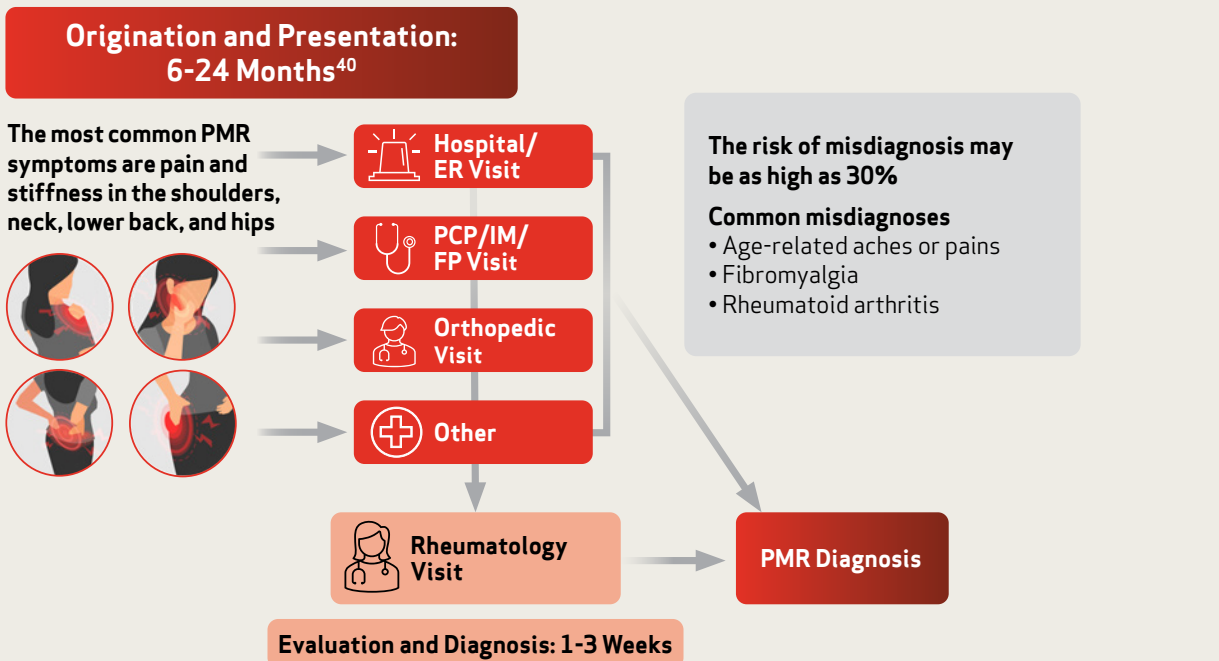 Origination and Presentation:
6-24 Months⁴⁰
The most common PMR
symptoms are pain and
stiffness in the shoulders,
neck, lower back, and hips
Hospital/
ER Visit
PCP/IM/
FP Visit
Orthopedic
Visit
Other
The risk of misdiagnosis may
be as high as 30%
Common misdiagnoses
• Age-related aches or pains
• Fibromyalgia
• Rheumatoid arthritis
Rheumatology
Visit
PMR Diagnosis
Evaluation and Diagnosis: 1-3 Weeks